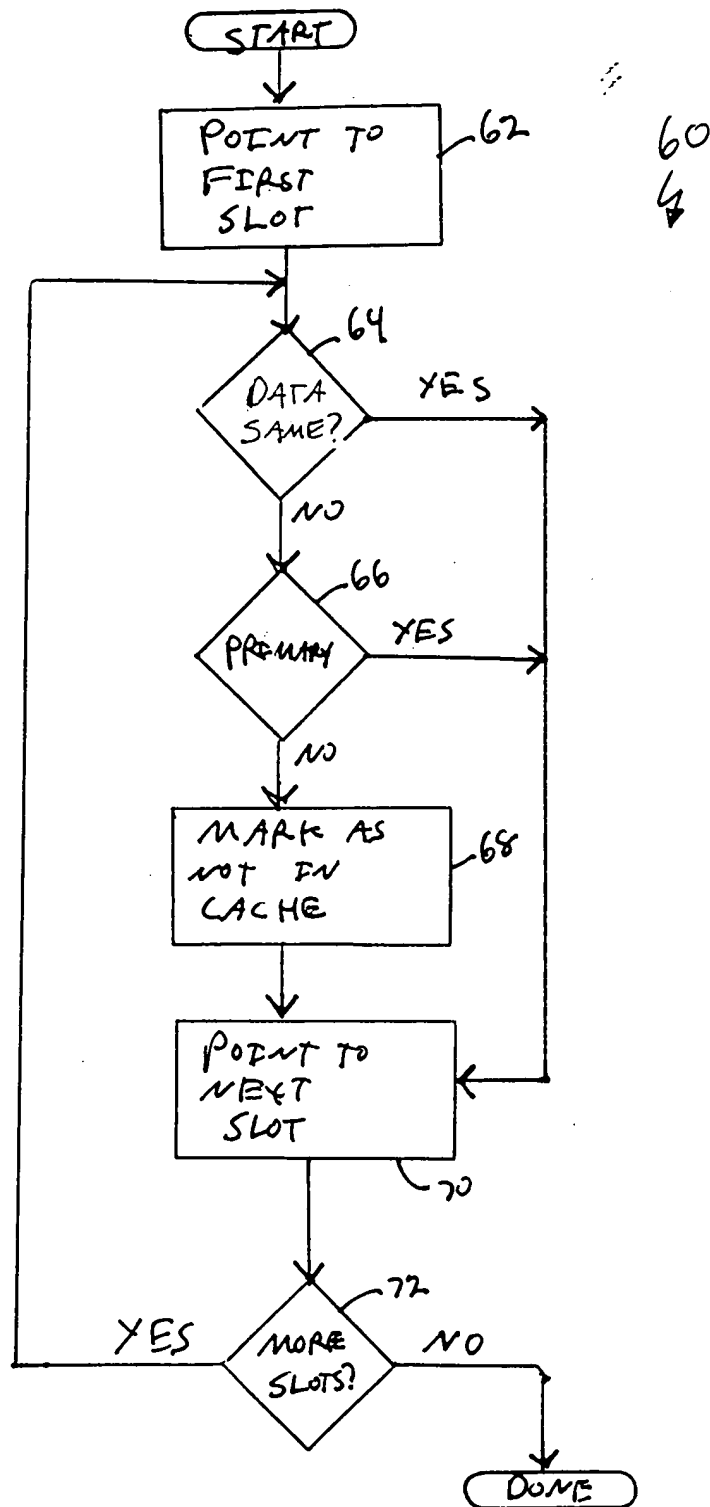 START
POINT TO
FIRST
SLOT
62
60
64
DATA
SAME?
YES
NO
66
PRIMARY
YES
NO
MARK AS
NOT IN
CACHE
68
POINT TO
NEXT
SLOT
70
72
YES
MORE
SLOTS?
NO
DONE